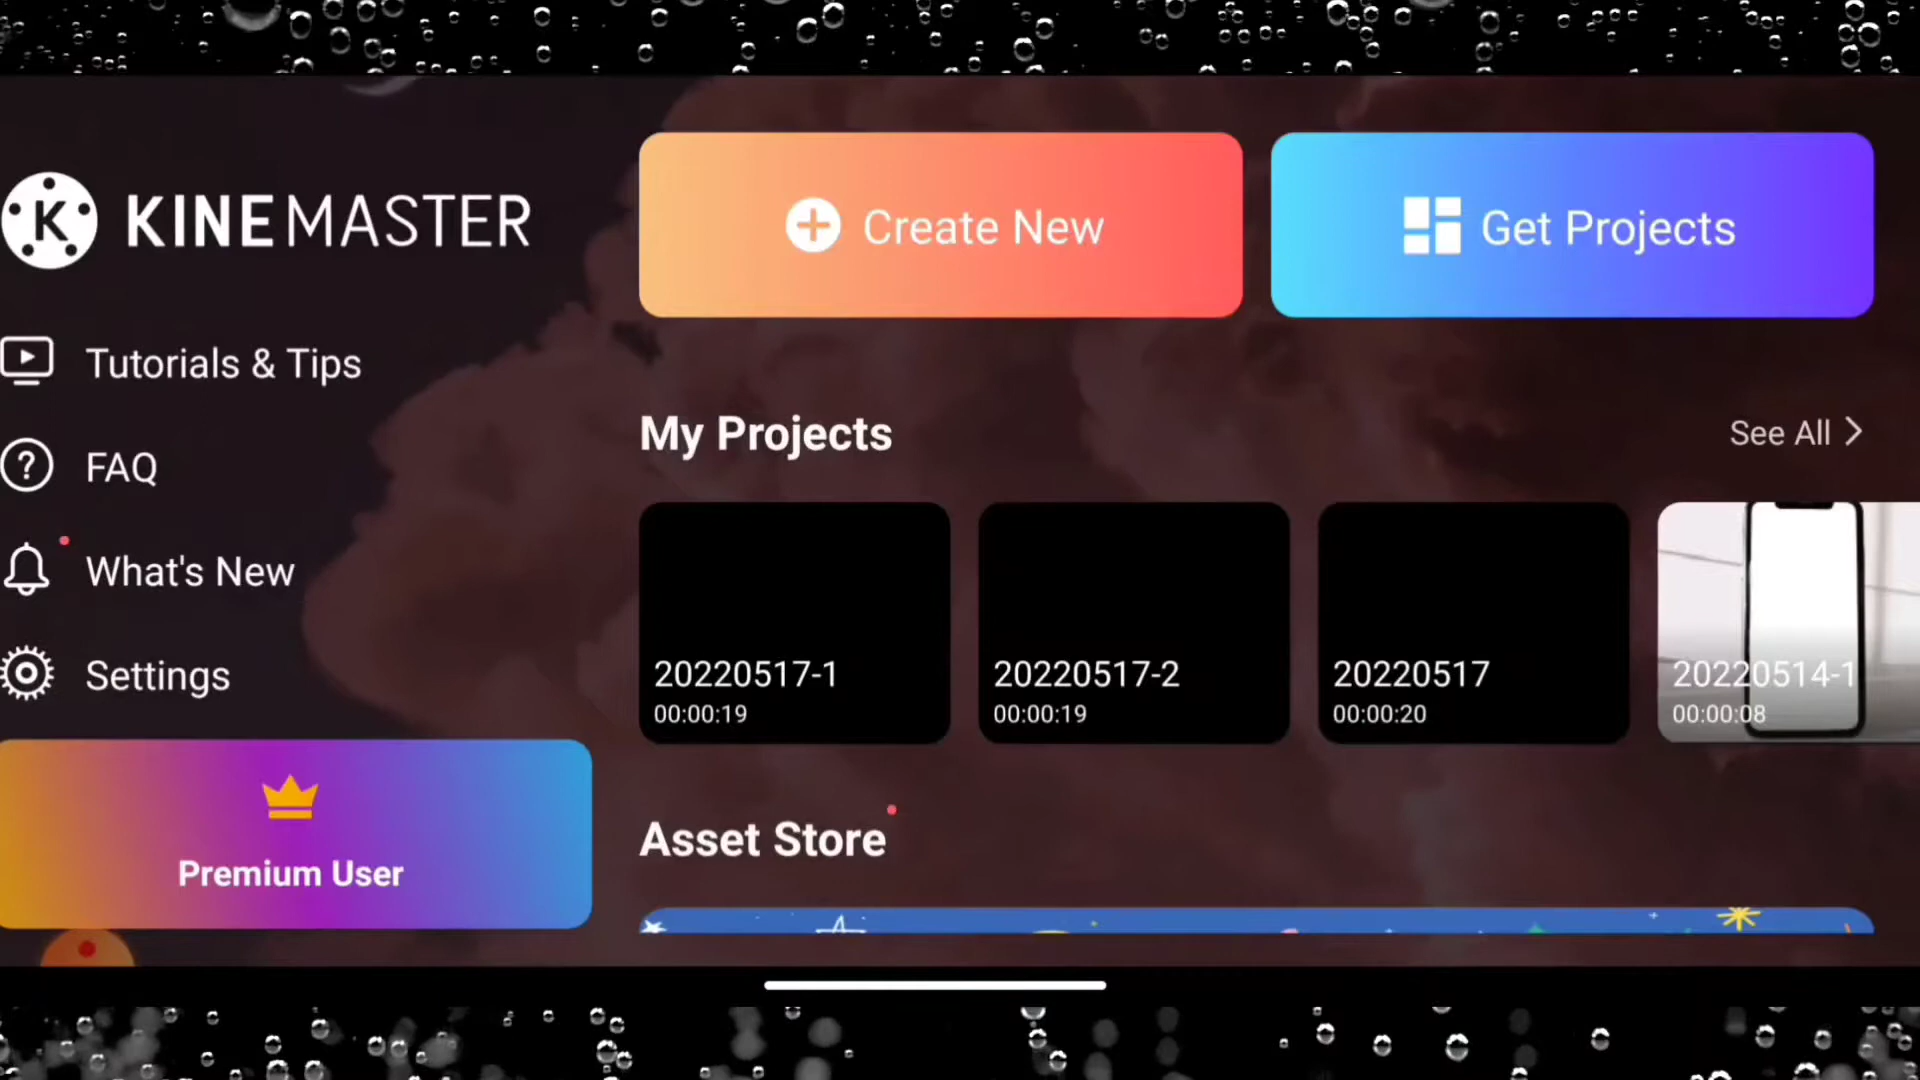 K KINEMASTER
Tutorials & Tips
? FAQ
What's New
Settings
Premium User
Create New
Get Projects
My Projects
See All
20220517-1
00:00:19
20220517-2
00:00:19
20220517
00:00:20
20220514-1
00:00:08
Asset Store